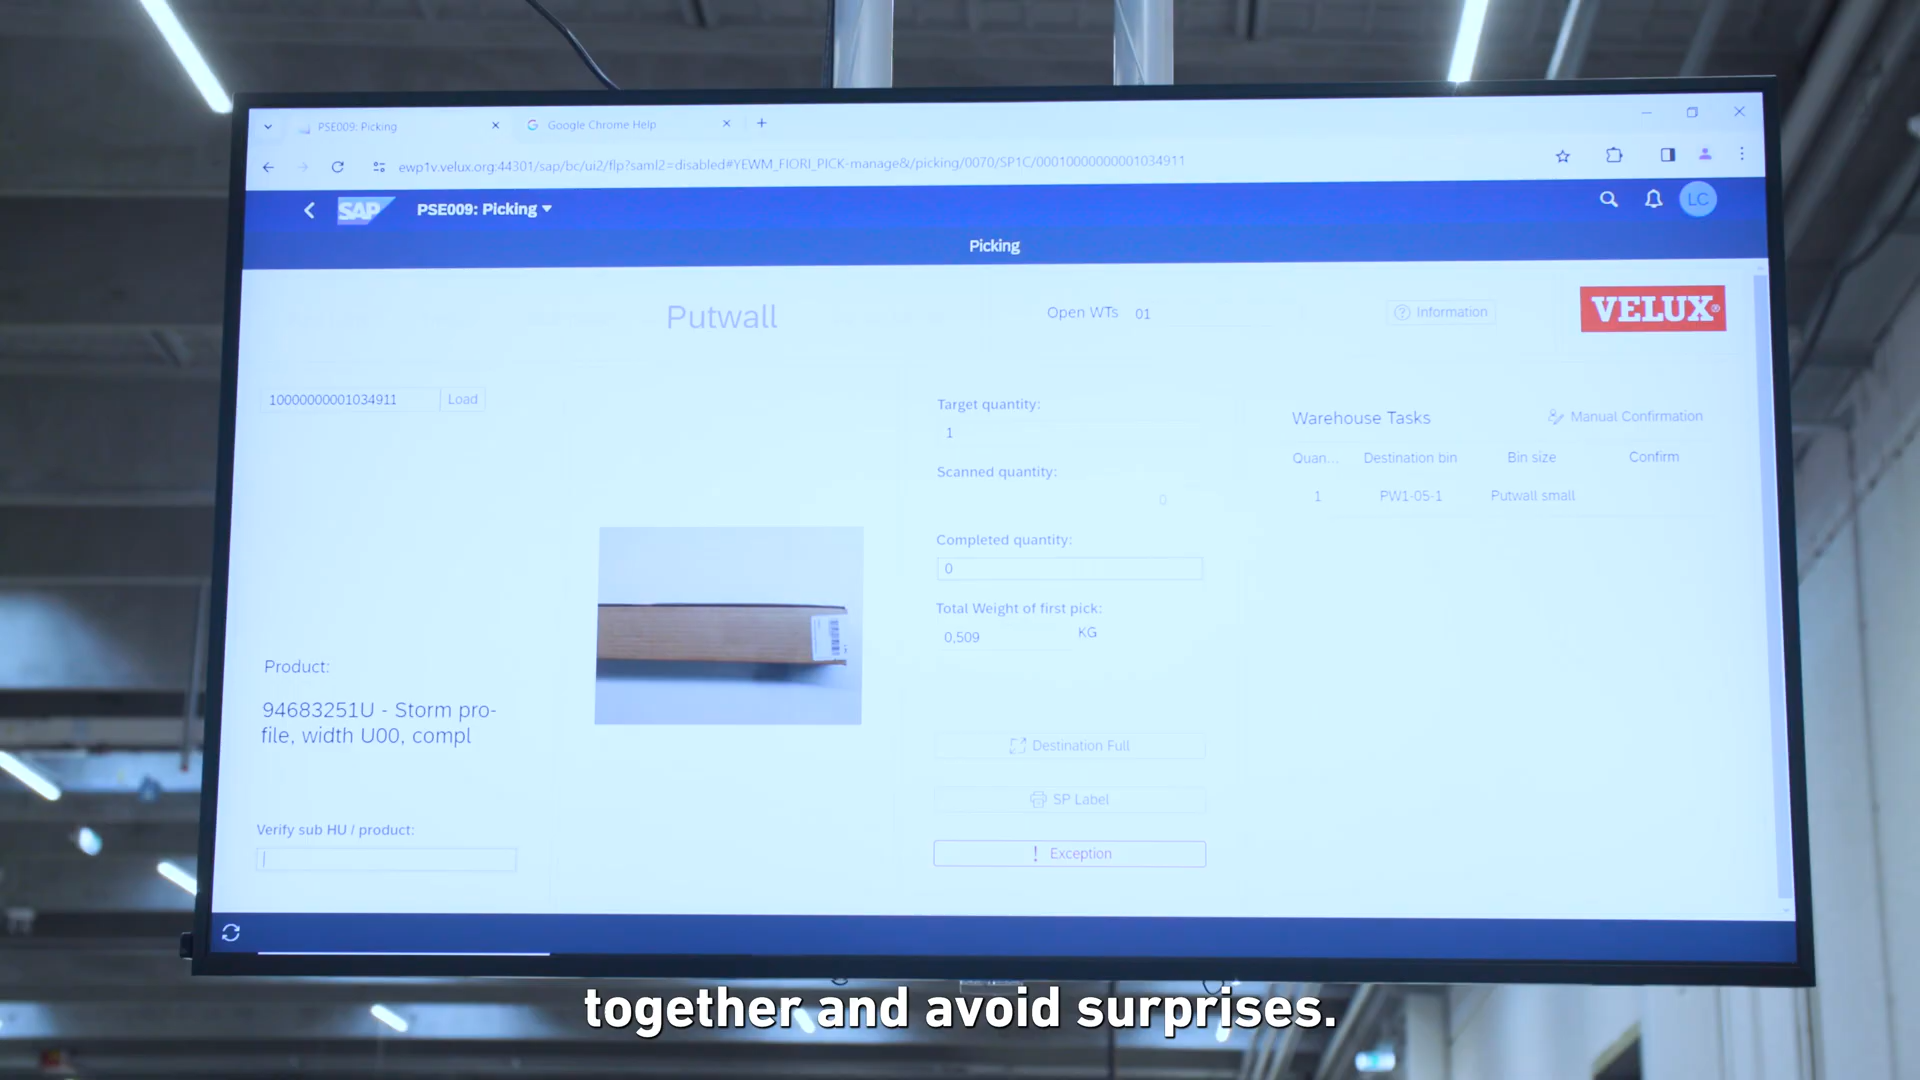 PSE009: Picking
Google Chrome Help
ewp1v.velux.org:44301/sap/bc/ui2/flp?saml2=disabled#YEWM_FIORI_PICK-manage&/picking/0070/SP1C/00010000000001034911
SAP
PSE009: Picking
LC
Picking
Putwall
Open WTs 01
Information
VELUX®
10000000001034911 Load
Target quantity:
1
Scanned quantity:
0
Completed quantity:
0
Total Weight of first pick:
0,509 KG
Warehouse Tasks
Manual Confirmation
Quan... Destination bin Bin size Confirm
1 PW1-05-1 Putwall small
Product:
94683251U - Storm pro-
file, width U00, compl
Destination Full
SP Label
Verify sub HU / product:
! Exception
together and avoid surprises.